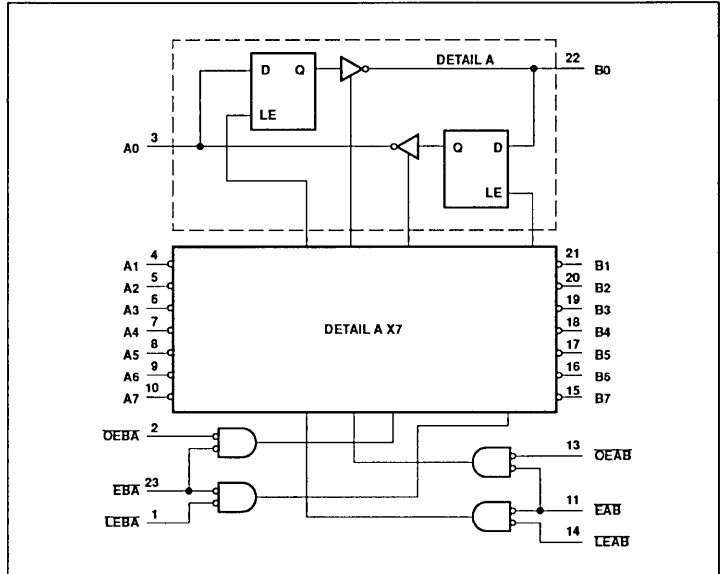 D Q
DETAIL A
22 B0
LE
A0 3
Q D
LE
A1 4
21 B1
A2 5
20 B2
A3 6
19 B3
A4 7
DETAIL A X7
18 B4
A5 8
17 B5
A6 9
16 B6
A7 10
15 B7
OEBA 2
13 OEAB
EBA 23
11 EAB
LEBA 1
14 LEAB